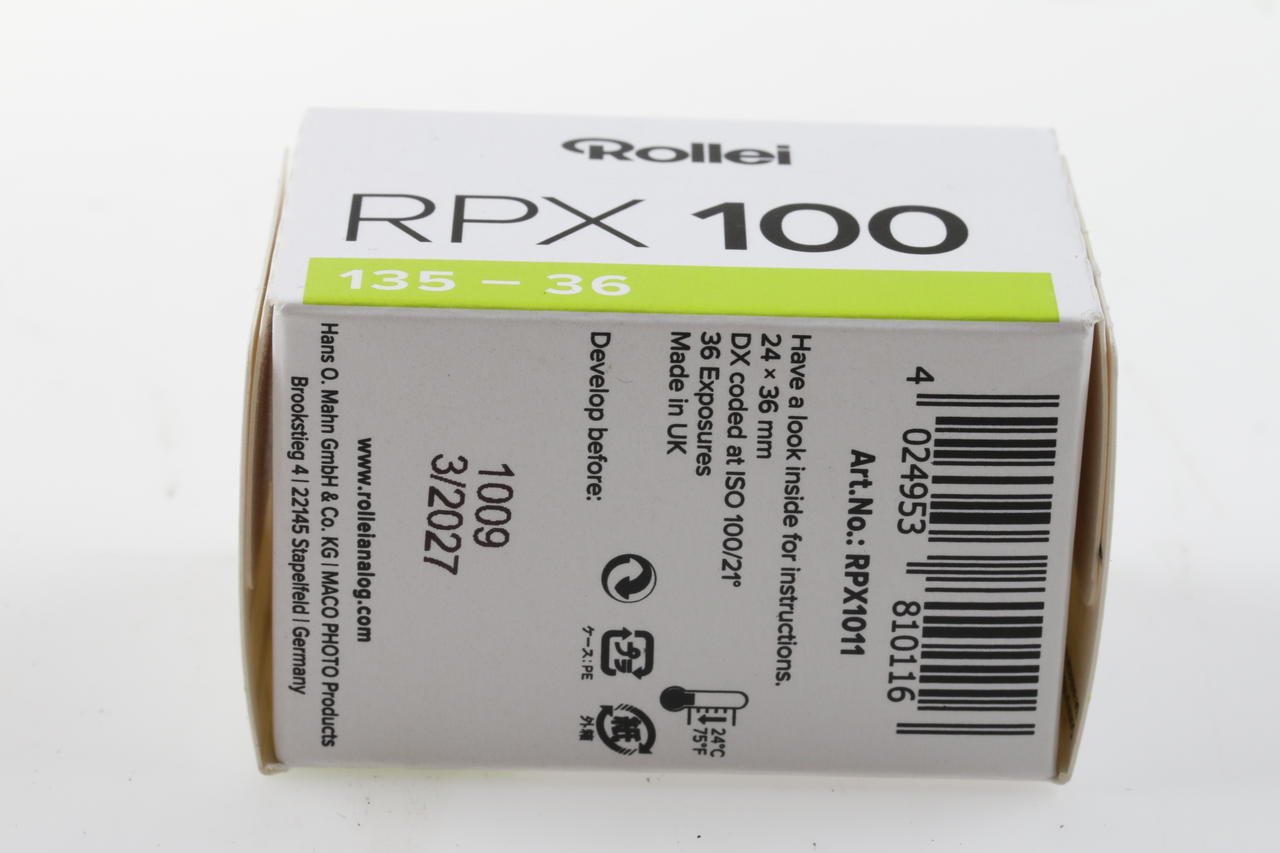 Rollei
RPX 100
135 – 36
4 024953 810116
Art.No.: RPX1011
Have a look inside for instructions.
24 × 36 mm
DX coded at ISO 100/21°
36 Exposures
Made in UK
24°C
75°F
Develop before:
プラ
ケース:PE
紙
外箱
1009
3/2027
www.rolleianalog.com
Hans O. Mahn GmbH & Co. KG | MACO PHOTO Products
Brookstieg 4 | 22145 Stapelfeld | Germany